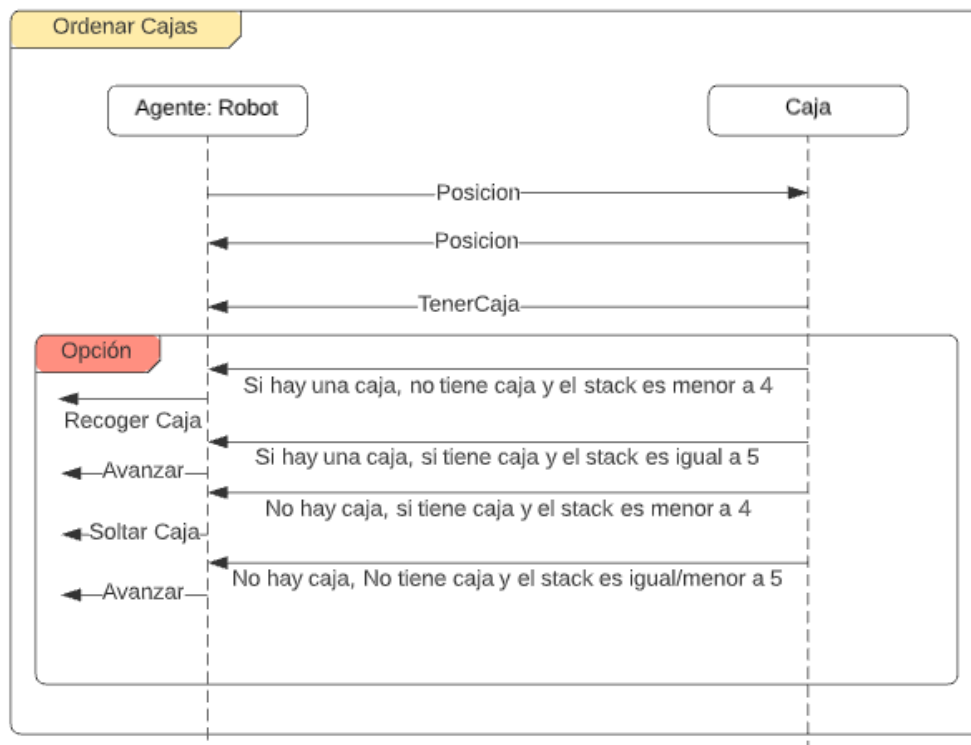 Ordenar Cajas
Agente: Robot
Caja
Posicion
Posicion
TenerCaja
Opción
Si hay una caja, no tiene caja y el stack es menor a 4
Recoger Caja
Si hay una caja, si tiene caja y el stack es igual a 5
Avanzar
No hay caja, si tiene caja y el stack es menor a 4
Soltar Caja
No hay caja, No tiene caja y el stack es igual/menor a 5
Avanzar